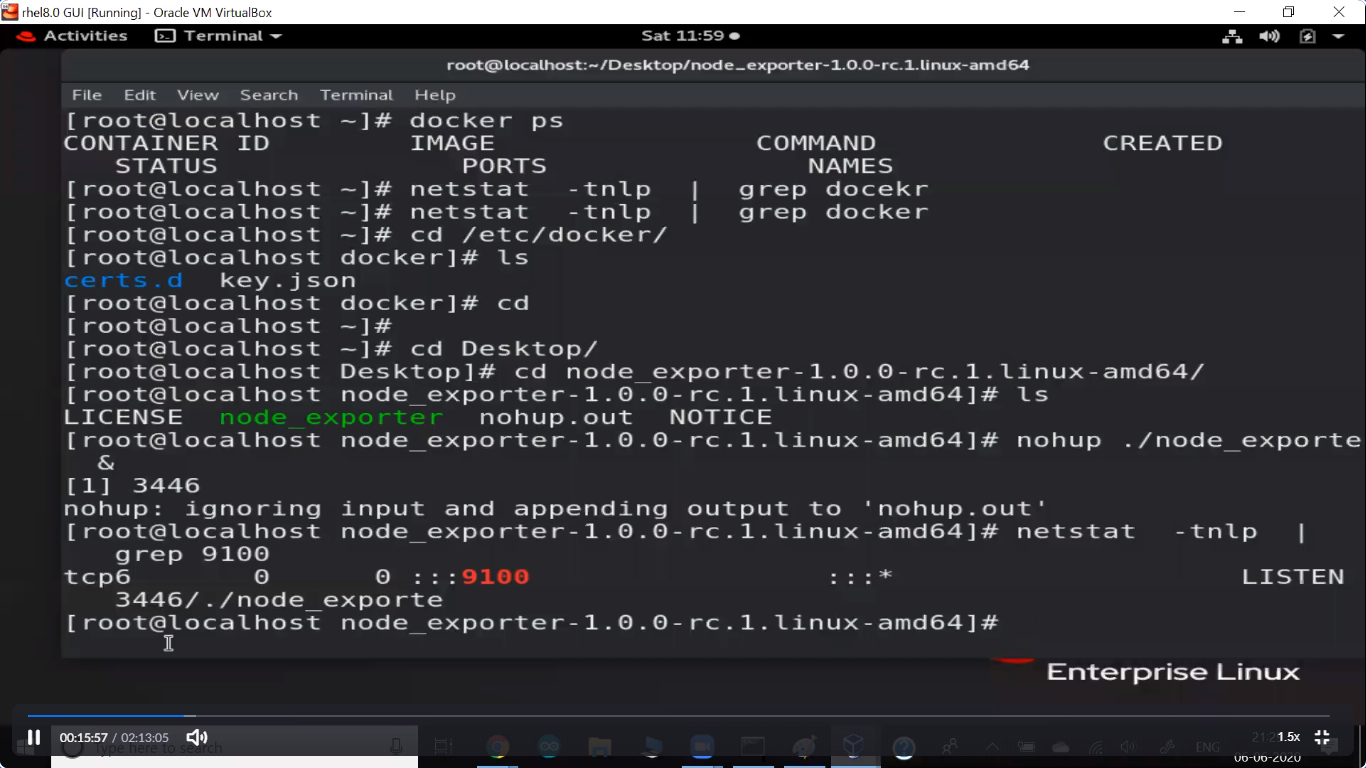 rhel8.0 GUI [Running] - Oracle VM VirtualBox
Activities Terminal Sat 11:59
root@localhost:~/Desktop/node_exporter-1.0.0-rc.1.linux-amd64
File Edit View Search Terminal Help
[root@localhost ~]# docker ps
CONTAINER ID IMAGE COMMAND CREATED
STATUS PORTS NAMES
[root@localhost ~]# netstat -tnlp | grep docekr
[root@localhost ~]# netstat -tnlp | grep docker
[root@localhost ~]# cd /etc/docker/
[root@localhost docker]# ls
certs.d key.json
[root@localhost docker]# cd
[root@localhost ~]#
[root@localhost ~]# cd Desktop/
[root@localhost Desktop]# cd node_exporter-1.0.0-rc.1.linux-amd64/
[root@localhost node_exporter-1.0.0-rc.1.linux-amd64]# ls
LICENSE node_exporter nohup.out NOTICE
[root@localhost node_exporter-1.0.0-rc.1.linux-amd64]# nohup ./node_exporte
&
[1] 3446
nohup: ignoring input and appending output to 'nohup.out'
[root@localhost node_exporter-1.0.0-rc.1.linux-amd64]# netstat -tnlp |
grep 9100
tcp6 0 0 :::9100 :::* LISTEN
3446/./node_exporte
[root@localhost node_exporter-1.0.0-rc.1.linux-amd64]#
Enterprise Linux
00:15:57 / 02:13:05 1.5x
Type here to search ENG
06-06-2020